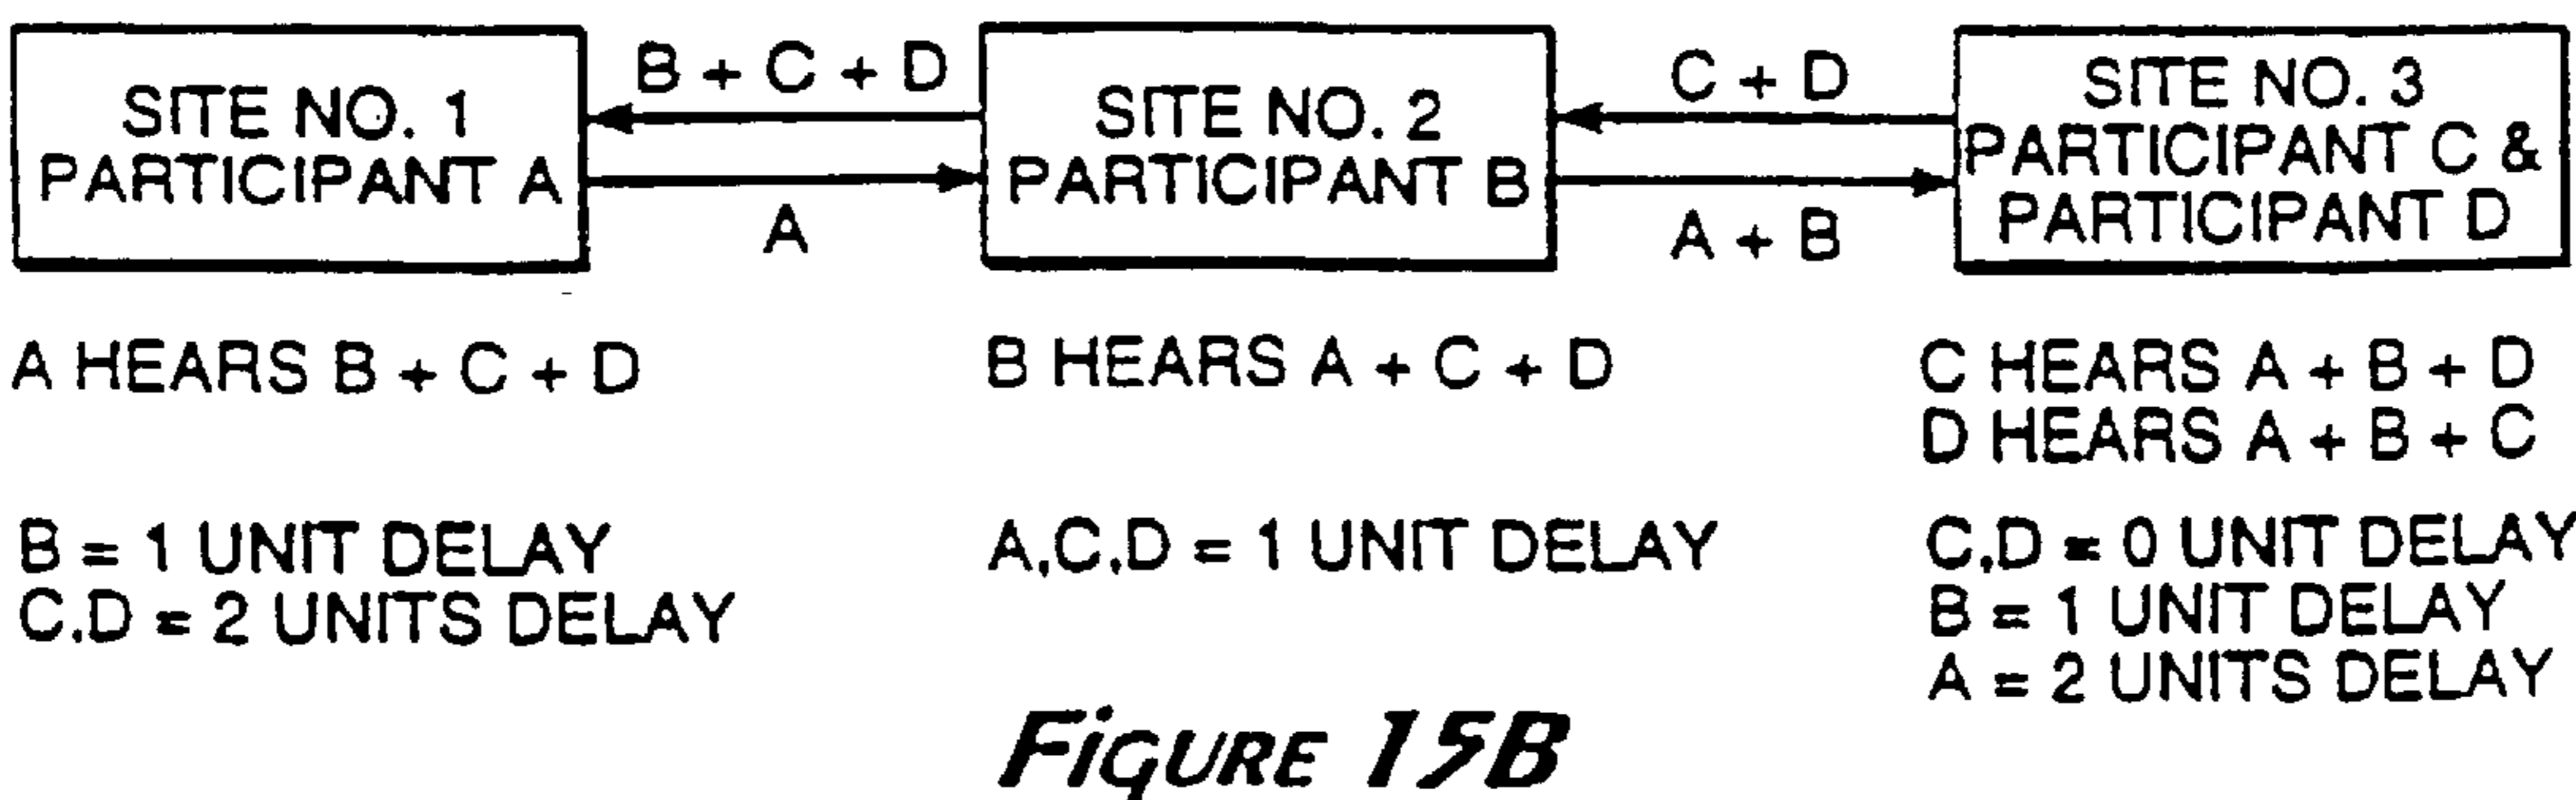 SITE NO. 1
PARTICIPANT A
B + C + D
A
SITE NO. 2
PARTICIPANT B
C + D
A + B
SITE NO. 3
PARTICIPANT C &
PARTICIPANT D
A HEARS B + C + D
B = 1 UNIT DELAY
C,D = 2 UNITS DELAY
B HEARS A + C + D
A,C,D = 1 UNIT DELAY
C HEARS A + B + D
D HEARS A + B + C
C,D = 0 UNIT DELAY
B = 1 UNIT DELAY
A = 2 UNITS DELAY
FIGURE 15B